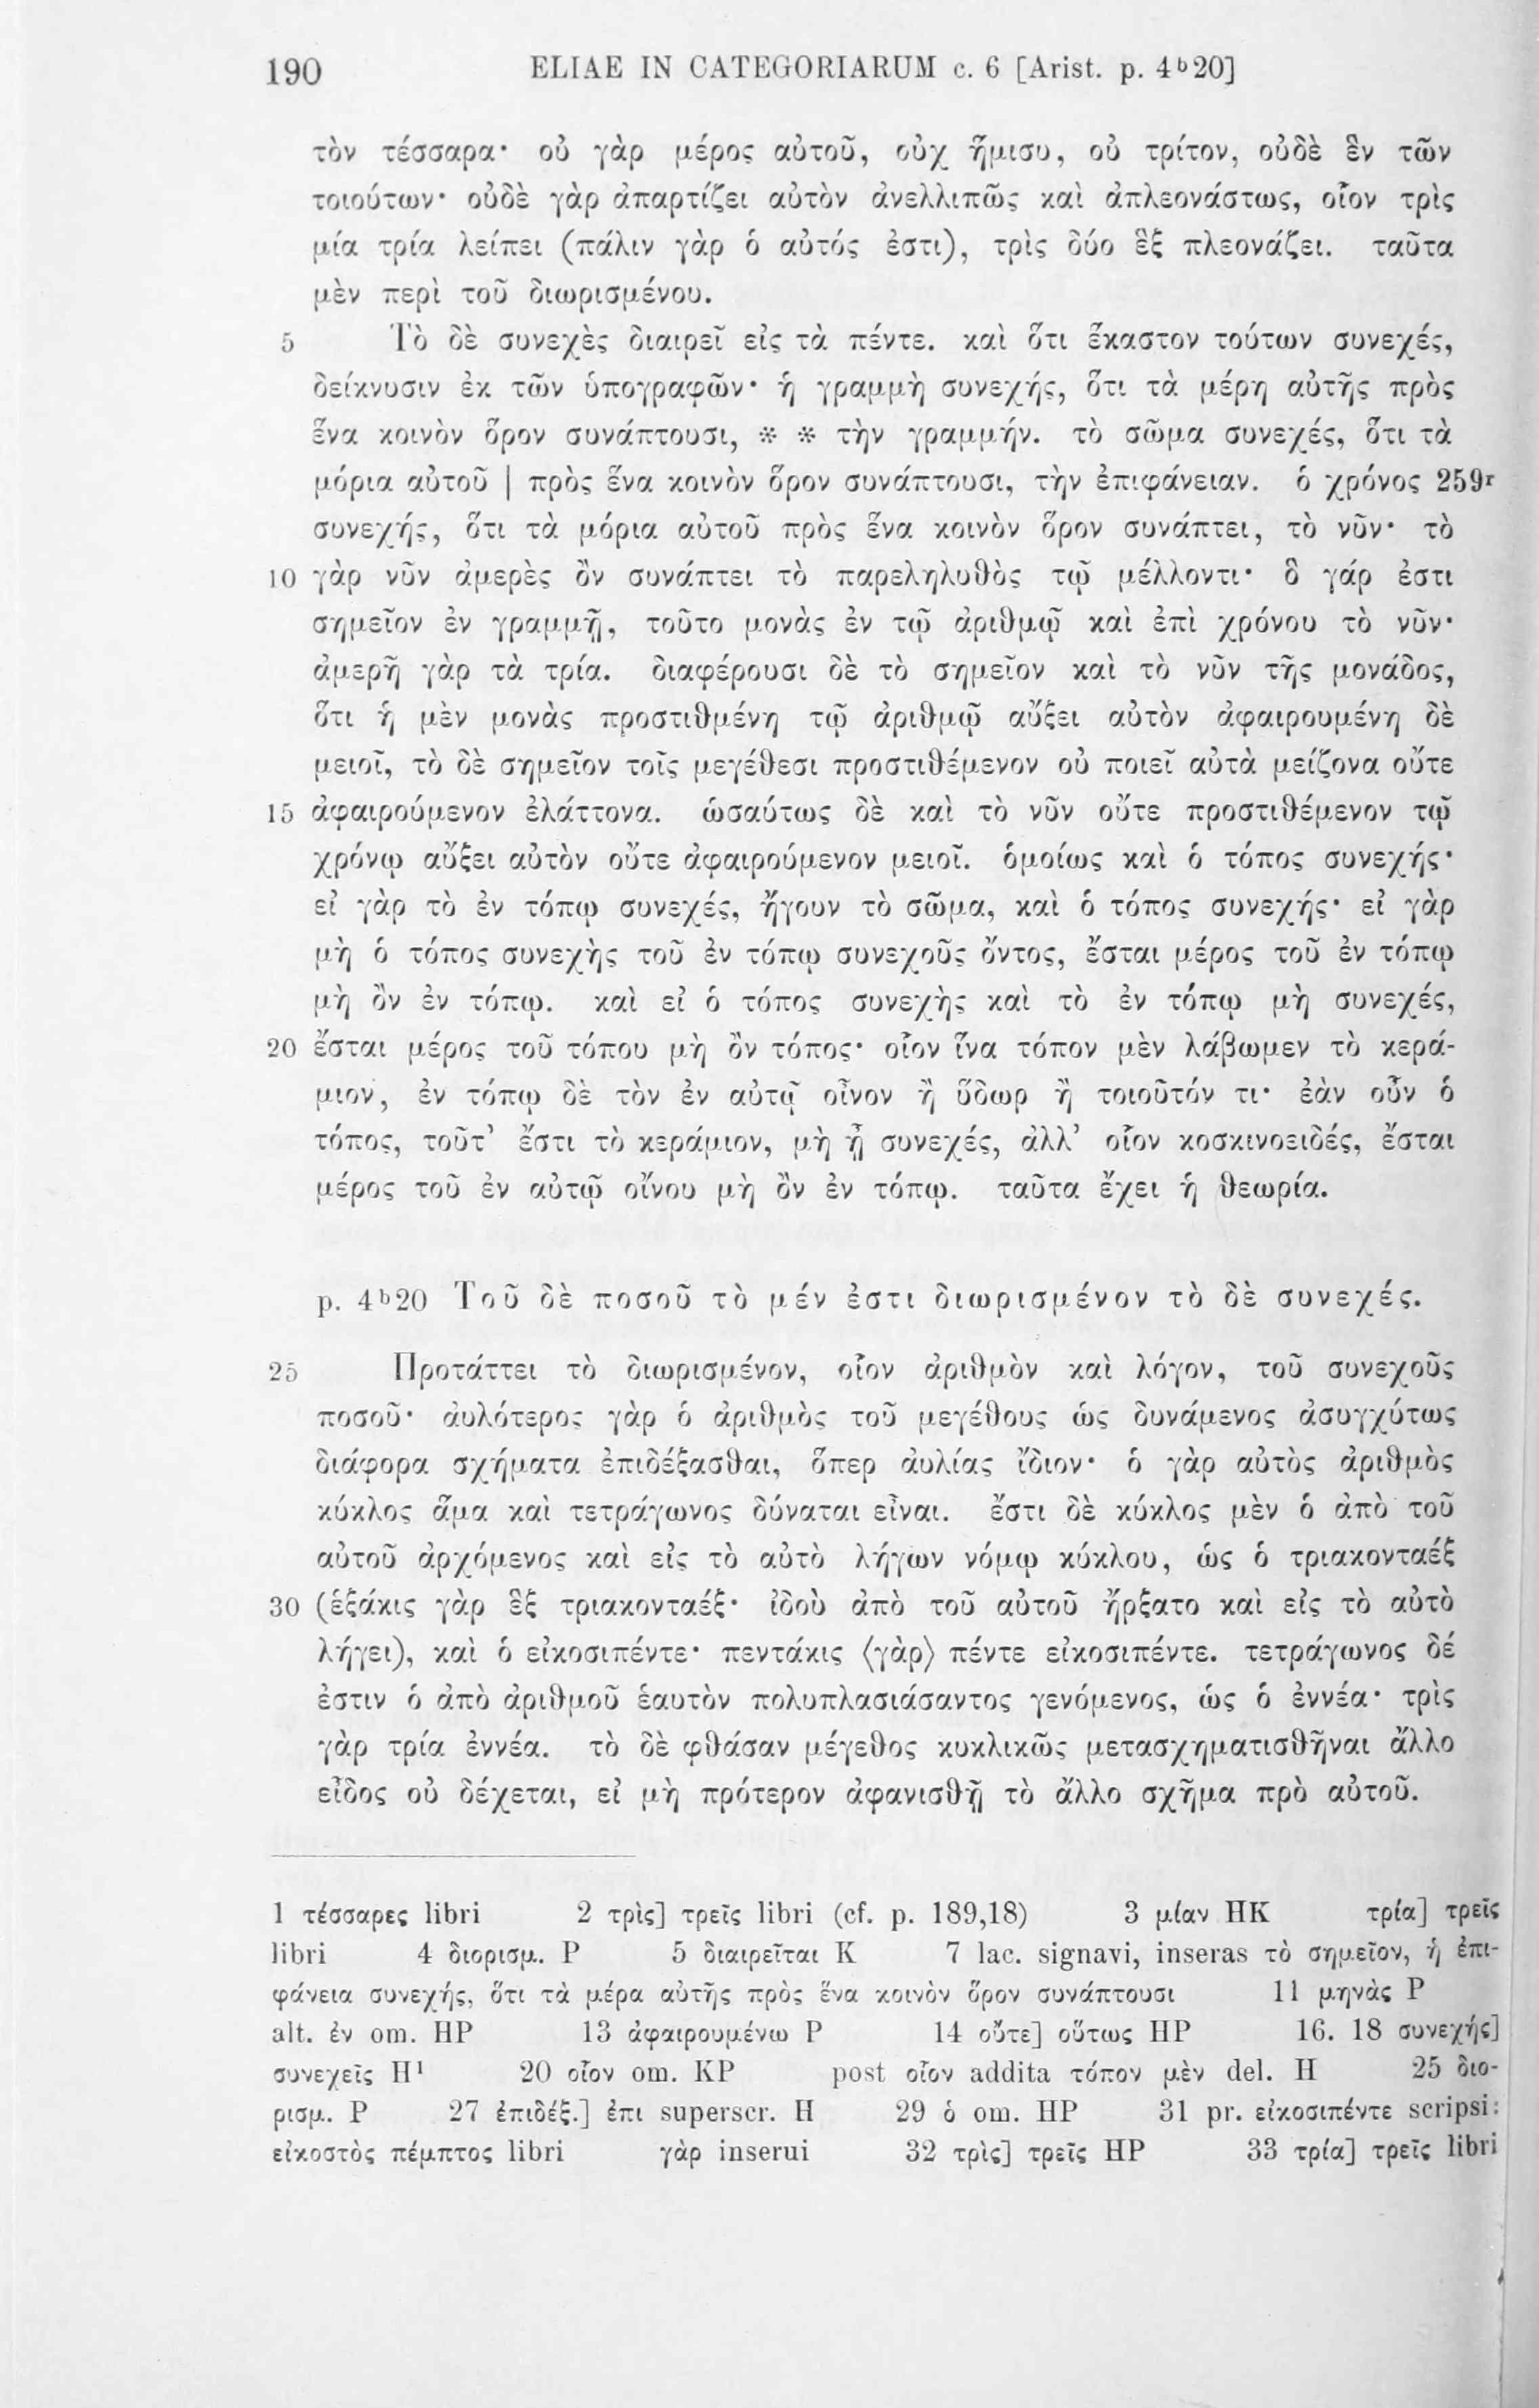 190 ELIAE IN CATEGORIARUM c. 6 [Arist. p. 4ᵇ20]
τὸν τέσσαρα· οὐ γὰρ μέρος αὐτοῦ, οὐχ ἥμισυ, οὐ τρίτον, οὐδὲ ἓν τῶν
τοιούτων· οὐδὲ γὰρ ἀπαρτίζει αὐτὸν ἀνελλιπῶς καὶ ἀπλεονάστως, οἷον τρὶς
μία τρία λείπει (πάλιν γὰρ ὁ αὐτός ἐστι), τρὶς δύο ἓξ πλεονάζει. ταῦτα
μὲν περὶ τοῦ διωρισμένου.
5 Τὸ δὲ συνεχὲς διαιρεῖ εἰς τὰ πέντε. καὶ ὅτι ἕκαστον τούτων συνεχές,
δείκνυσιν ἐκ τῶν ὑπογραφῶν· ἡ γραμμὴ συνεχής, ὅτι τὰ μέρη αὐτῆς πρὸς
ἕνα κοινὸν ὅρον συνάπτουσι, * * τὴν γραμμήν. τὸ σῶμα συνεχές, ὅτι τὰ
μόρια αὐτοῦ | πρὸς ἕνα κοινὸν ὅρον συνάπτουσι, τὴν ἐπιφάνειαν. ὁ χρόνος 259ʳ
συνεχής, ὅτι τὰ μόρια αὐτοῦ πρὸς ἕνα κοινὸν ὅρον συνάπτει, τὸ νῦν· τὸ
10 γὰρ νῦν ἀμερὲς ὂν συνάπτει τὸ παρεληλυθὸς τῷ μέλλοντι· ὃ γάρ ἐστι
σημεῖον ἐν γραμμῇ, τοῦτο μονὰς ἐν τῷ ἀριθμῷ καὶ ἐπὶ χρόνου τὸ νῦν·
ἀμερῆ γὰρ τὰ τρία. διαφέρουσι δὲ τὸ σημεῖον καὶ τὸ νῦν τῆς μονάδος,
ὅτι ἡ μὲν μονὰς προστιθμένη τῷ ἀριθμῷ αὔξει αὐτὸν ἀφαιρουμένη δὲ
μειοῖ, τὸ δὲ σημεῖον τοῖς μεγέθεσι προστιθέμενον οὐ ποιεῖ αὐτὰ μείζονα οὔτε
15 ἀφαιρούμενον ἐλάττονα. ὡσαύτως δὲ καὶ τὸ νῦν οὔτε προστιθέμενον τῷ
χρόνῳ αὔξει αὐτὸν οὔτε ἀφαιρούμενον μειοῖ. ὁμοίως καὶ ὁ τόπος συνεχής·
εἰ γὰρ τὸ ἐν τόπῳ συνεχές, ἤγουν τὸ σῶμα, καὶ ὁ τόπος συνεχής· εἰ γὰρ
μὴ ὁ τόπος συνεχὴς τοῦ ἐν τόπῳ συνεχοῦς ὄντος, ἔσται μέρος τοῦ ἐν τόπῳ
μὴ ὂν ἐν τόπῳ. καὶ εἰ ὁ τόπος συνεχὴς καὶ τὸ ἐν τόπῳ μὴ συνεχές,
20 ἔσται μέρος τοῦ τόπου μὴ ὂν τόπος· οἷον ἵνα τόπον μὲν λάβωμεν τὸ κερά-
μιον, ἐν τόπῳ δὲ τὸν ἐν αὐτῷ οἶνον ἢ ὕδωρ ἢ τοιοῦτόν τι· ἐὰν οὖν ὁ
τόπος, τοῦτ’ ἔστι τὸ κεράμιον, μὴ ᾖ συνεχές, ἀλλ’ οἷον κοσκινοειδές, ἔσται
μέρος τοῦ ἐν αὐτῷ οἴνου μὴ ὂν ἐν τόπῳ. ταῦτα ἔχει ἡ θεωρία.
p. 4ᵇ20 Τοῦ δὲ ποσοῦ τὸ μέν ἐστι διωρισμένον τὸ δὲ συνεχές.
25 Προτάττει τὸ διωρισμένον, οἷον ἀριθμὸν καὶ λόγον, τοῦ συνεχοῦς
ποσοῦ· ἀυλότερος γὰρ ὁ ἀριθμὸς τοῦ μεγέθους ὡς δυνάμενος ἀσυγχύτως
διάφορα σχήματα ἐπιδέξασθαι, ὅπερ ἀυλίας ἴδιον· ὁ γὰρ αὐτὸς ἀριθμὸς
κύκλος ἅμα καὶ τετράγωνος δύναται εἶναι. ἔστι δὲ κύκλος μὲν ὁ ἀπὸ τοῦ
αὐτοῦ ἀρχόμενος καὶ εἰς τὸ αὐτὸ λήγων νόμῳ κύκλου, ὡς ὁ τριακονταέξ
30 (ἑξάκις γὰρ ἓξ τριακονταέξ· ἰδοὺ ἀπὸ τοῦ αὐτοῦ ἤρξατο καὶ εἰς τὸ αὐτὸ
λήγει), καὶ ὁ εἰκοσιπέντε· πεντάκις ⟨γὰρ⟩ πέντε εἰκοσιπέντε. τετράγωνος δέ
ἐστιν ὁ ἀπὸ ἀριθμοῦ ἑαυτὸν πολυπλασιάσαντος γενόμενος, ὡς ὁ ἐννέα· τρὶς
γὰρ τρία ἐννέα. τὸ δὲ φθάσαν μέγεθος κυκλικῶς μετασχηματισθῆναι ἄλλο
εἶδος οὐ δέχεται, εἰ μὴ πρότερον ἀφανισθῇ τὸ ἄλλο σχῆμα πρὸ αὐτοῦ.
1 τέσσαρες libri 2 τρὶς] τρεῖς libri (cf. p. 189,18) 3 μίαν HK τρία] τρεῖς
libri 4 διορισμ. P 5 διαιρεῖται K 7 lac. signavi, inseras τὸ σημεῖον, ἡ ἐπι-
φάνεια συνεχής, ὅτι τὰ μέρα αὐτῆς πρὸς ἕνα κοινὸν ὅρον συνάπτουσι 11 μηνὰς P
alt. ἐν om. HP 13 ἀφαιρουμένω P 14 οὔτε] οὕτως HP 16. 18 συνεχής]
συνεχεῖς H¹ 20 οἷον om. KP post οἷον addita τόπον μὲν del. H 25 διο-
ρισμ. P 27 ἐπιδέξ.] ἐπι superscr. H 29 ὁ om. HP 31 pr. εἰκοσιπέντε scripsi:
εἰκοστὸς πέμπτος libri γὰρ inserui 32 τρὶς] τρεῖς HP 33 τρία] τρεῖς libri